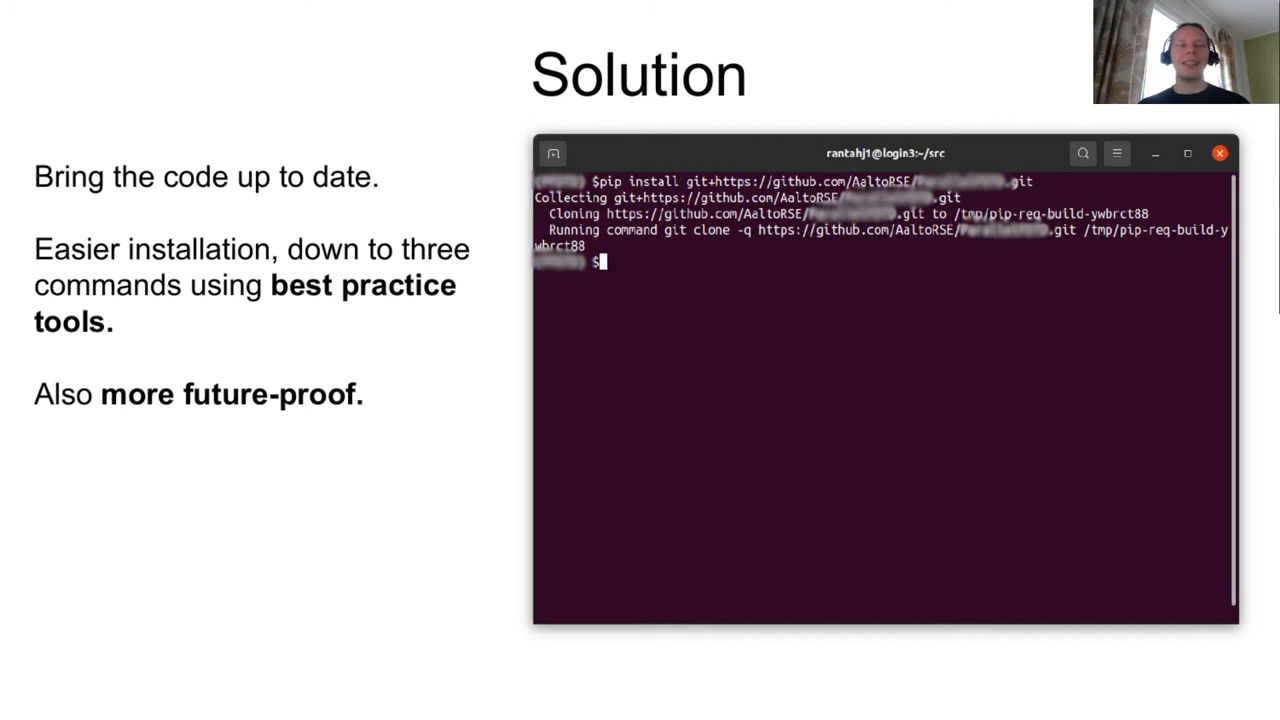 Solution
Bring the code up to date.
Easier installation, down to three
commands using best practice
tools.
Also more future-proof.
rantahj1@login3:~/src
$pip install git+https://github.com/AaltoRSE/ .git
Collecting git+https://github.com/AaltoRSE/ .git
Cloning https://github.com/AaltoRSE/ .git to /tmp/pip-req-build-ywbrct88
Running command git clone -q https://github.com/AaltoRSE/ .git /tmp/pip-req-build-y
wbrct88
$